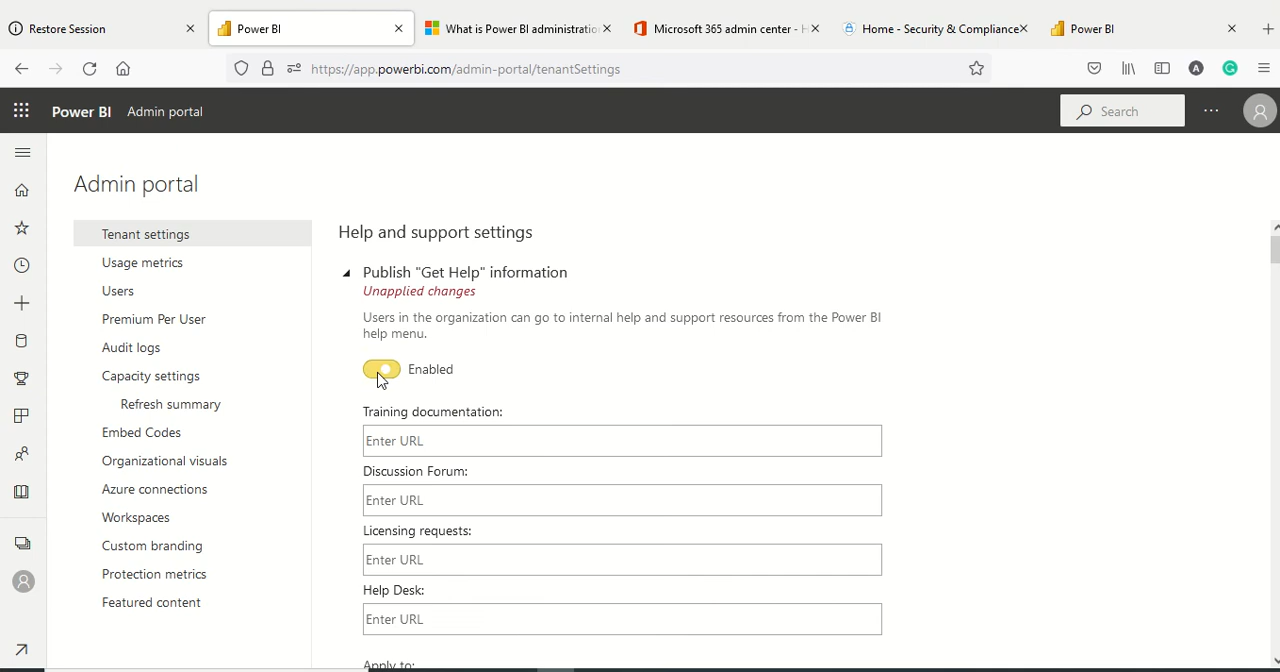 Restore Session
Power BI
What is Power BI administratio
Microsoft 365 admin center - H
Home - Security & Compliance
Power BI
https://app.powerbi.com/admin-portal/tenantSettings
A
G
Power BI Admin portal
Search
Admin portal
Tenant settings
Usage metrics
Users
Premium Per User
Audit logs
Capacity settings
Refresh summary
Embed Codes
Organizational visuals
Azure connections
Workspaces
Custom branding
Protection metrics
Featured content
Help and support settings
Publish "Get Help" information
Unapplied changes
Users in the organization can go to internal help and support resources from the Power BI
help menu.
Enabled
Training documentation:
Enter URL
Discussion Forum:
Enter URL
Licensing requests:
Enter URL
Help Desk:
Enter URL
Apply to: